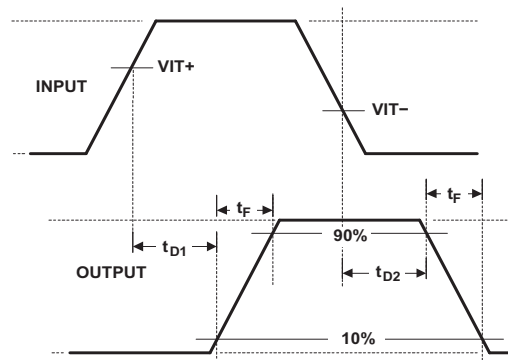 VIT+
INPUT
VIT−
tF
tF
90%
tD1
tD2
OUTPUT
10%